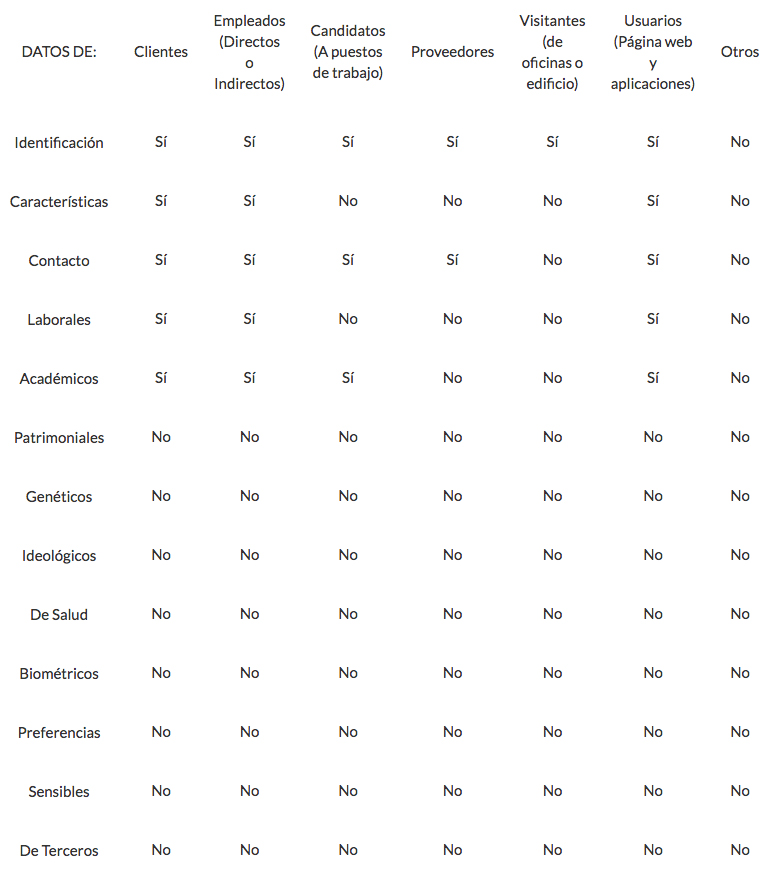 DATOS DE: Clientes Empleados (Directos o Indirectos) Candidatos (A puestos de trabajo) Proveedores Visitantes (de oficinas o edificio) Usuarios (Página web y aplicaciones) Otros
Identificación Sí Sí Sí Sí Sí Sí No
Características Sí Sí No No No Sí No
Contacto Sí Sí Sí Sí No Sí No
Laborales Sí Sí No No No Sí No
Académicos Sí Sí Sí No No Sí No
Patrimoniales No No No No No No No
Genéticos No No No No No No No
Ideológicos No No No No No No No
De Salud No No No No No No No
Biométricos No No No No No No No
Preferencias No No No No No No No
Sensibles No No No No No No No
De Terceros No No No No No No No